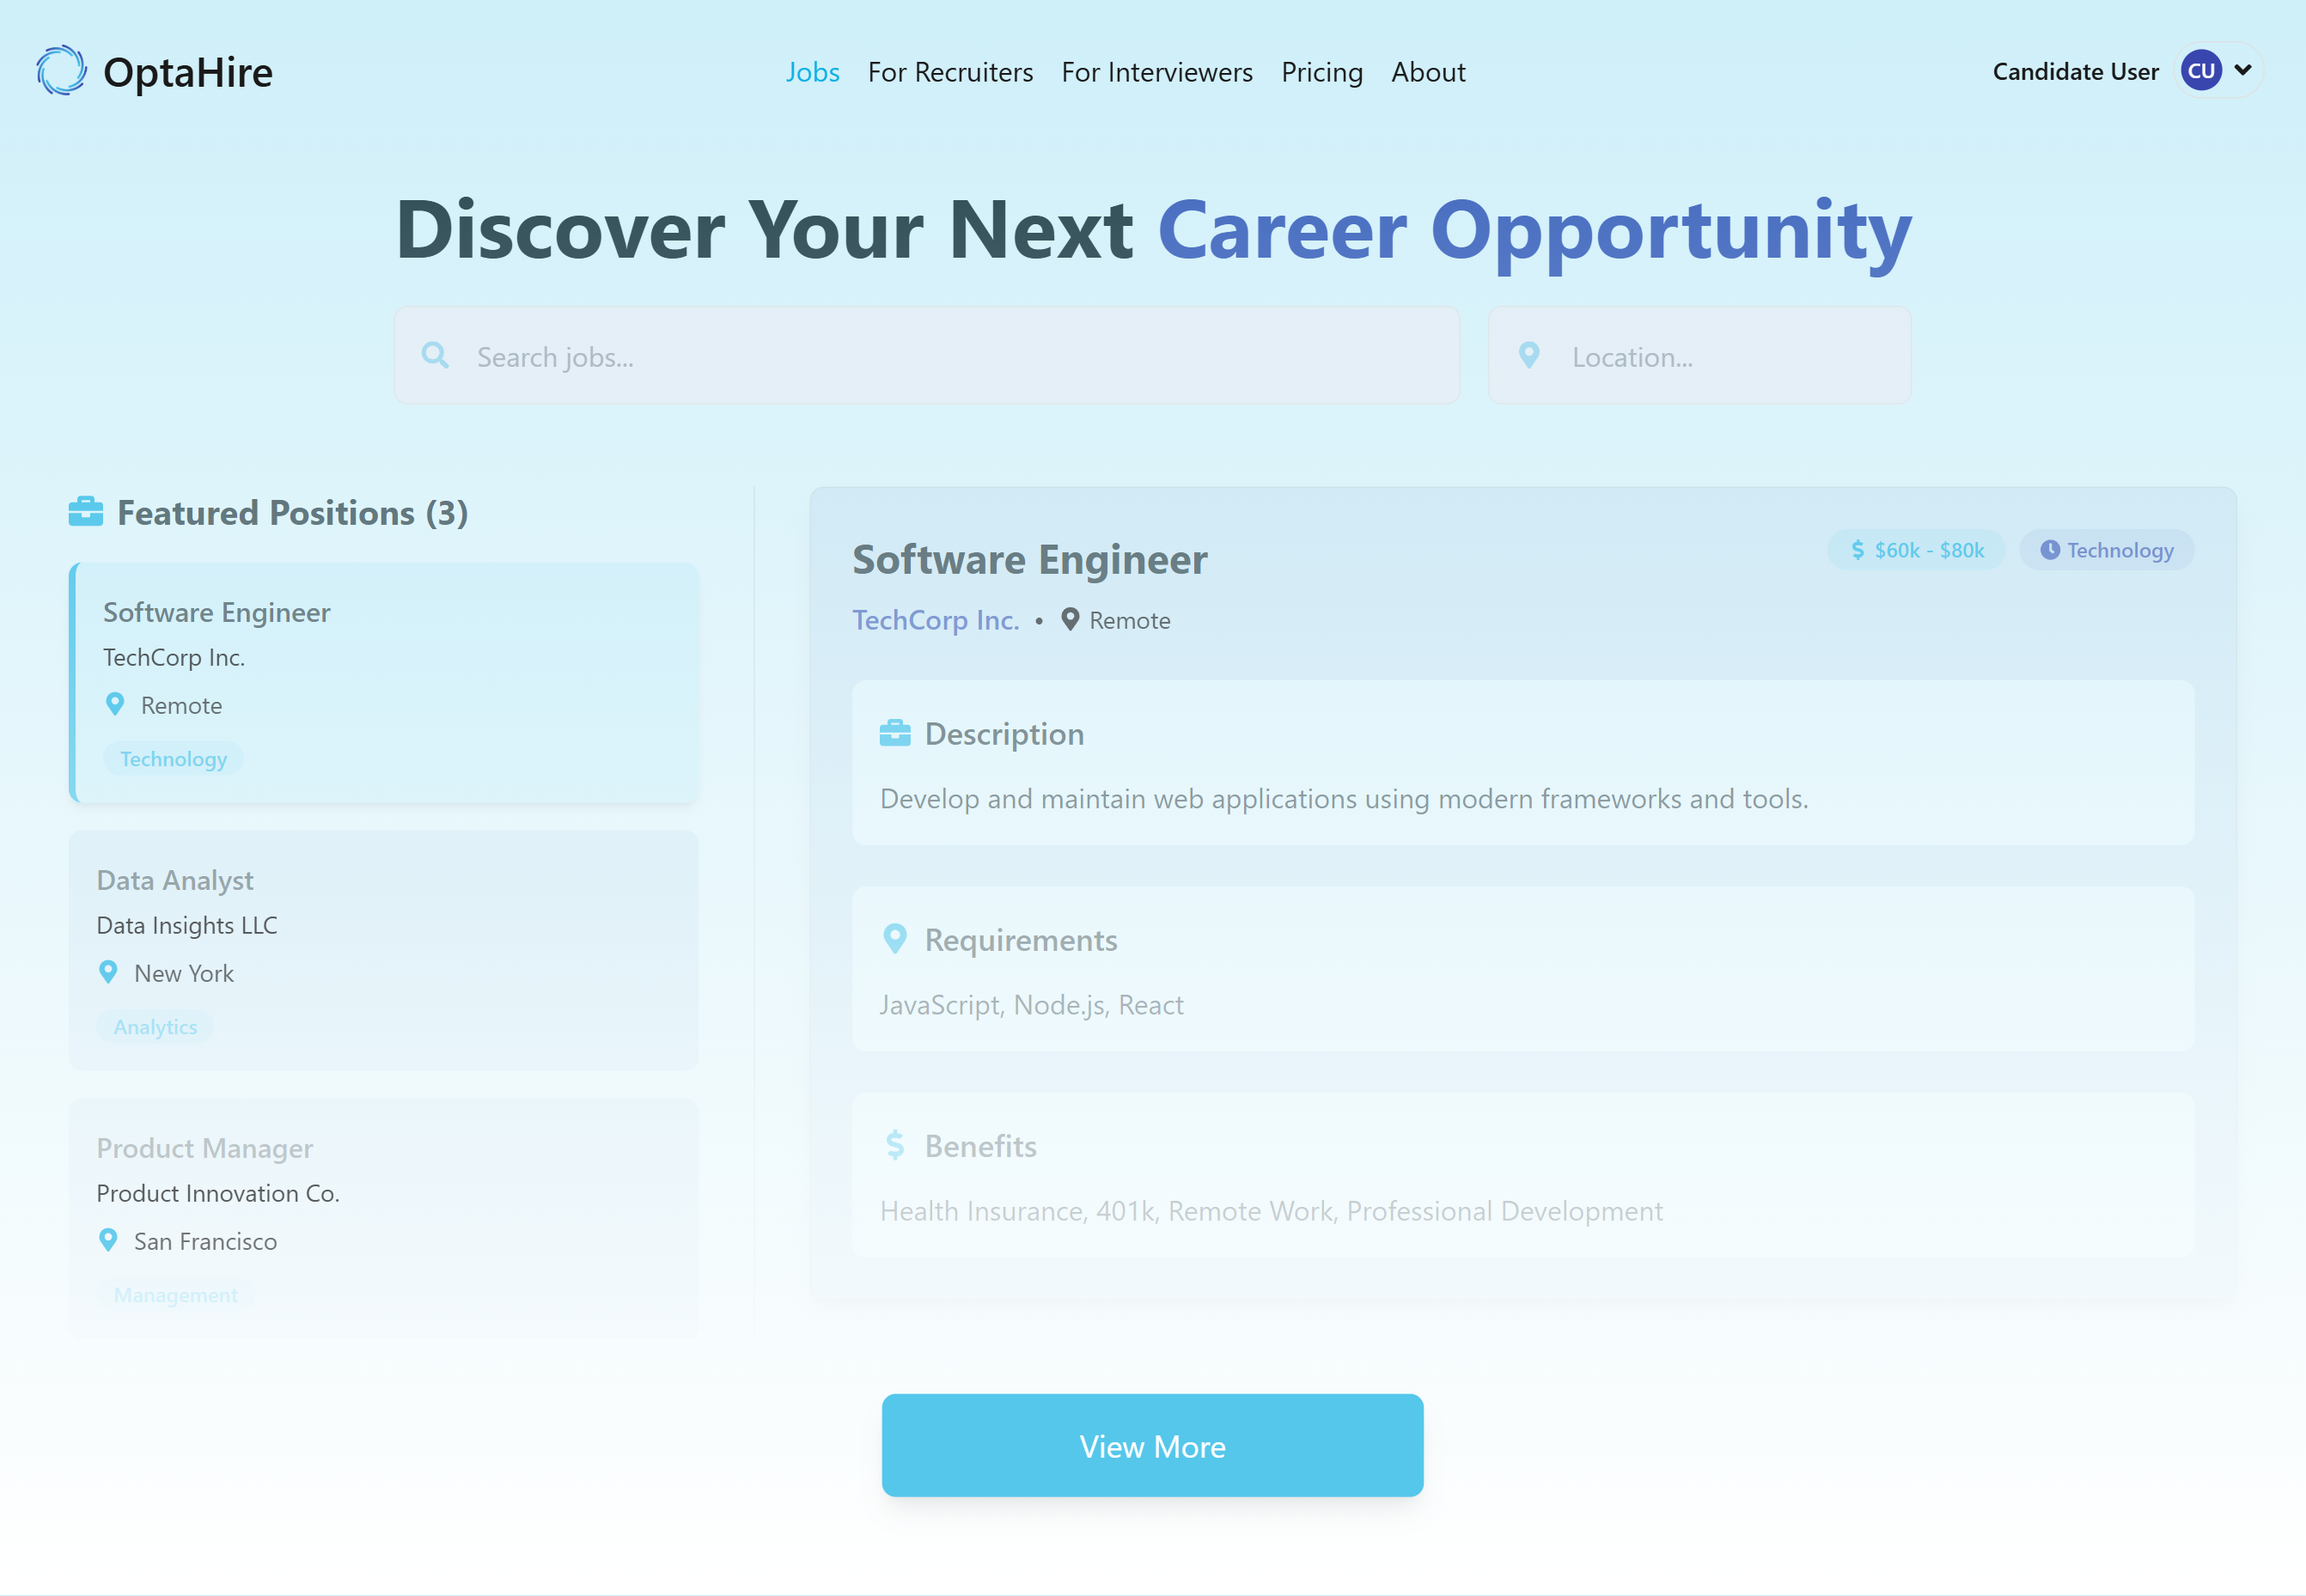 OptaHire
Jobs For Recruiters For Interviewers Pricing About
Candidate User CU
Discover Your Next Career Opportunity
Search jobs...
Location...
Featured Positions (3)
Software Engineer
TechCorp Inc.
Remote
Technology
Data Analyst
Data Insights LLC
New York
Analytics
Product Manager
Product Innovation Co.
San Francisco
Management
Software Engineer
$60k - $80k
Technology
TechCorp Inc. • Remote
Description
Develop and maintain web applications using modern frameworks and tools.
Requirements
JavaScript, Node.js, React
Benefits
Health Insurance, 401k, Remote Work, Professional Development
View More